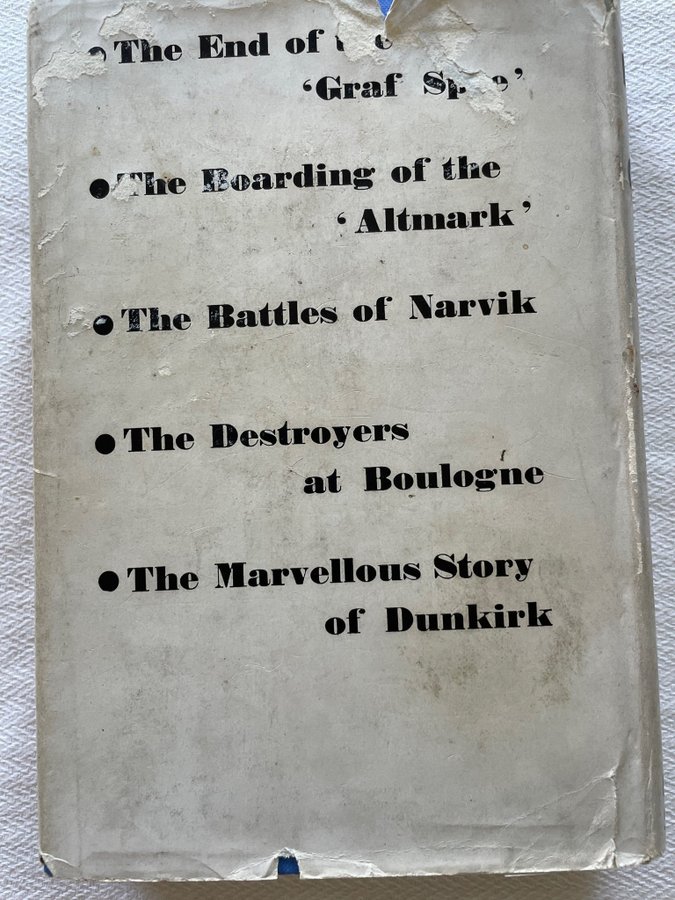 ● The End of
‘Graf
● The Boarding of the
‘Altmark’
● The Battles of Narvik
● The Destroyers
at Boulogne
● The Marvellous Story
of Dunkirk